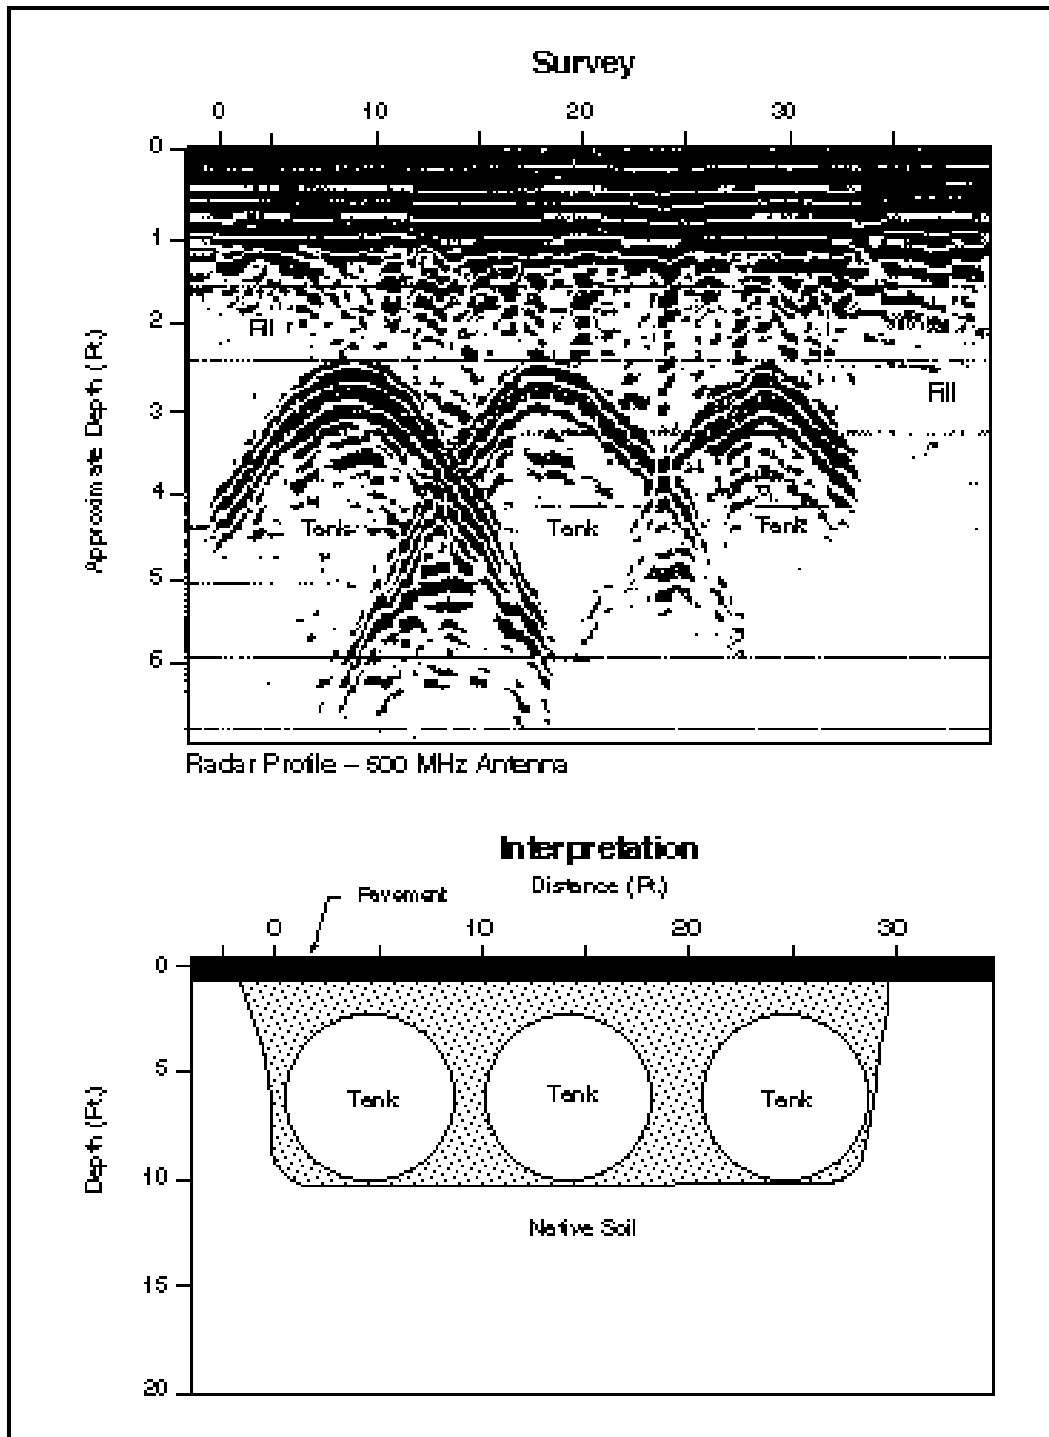 Survey
0 10 20 30
0
1
2
3
4
5
6
Approximate Depth (Ft.)
Fill
Fill
Tank Tank Tank
Radar Profile – 500 MHz Antenna
Interpretation
Distance (Ft.)
Pavement
0 10 20 30
0
5
10
15
20
Depth (Ft.)
Tank Tank Tank
Native Soil